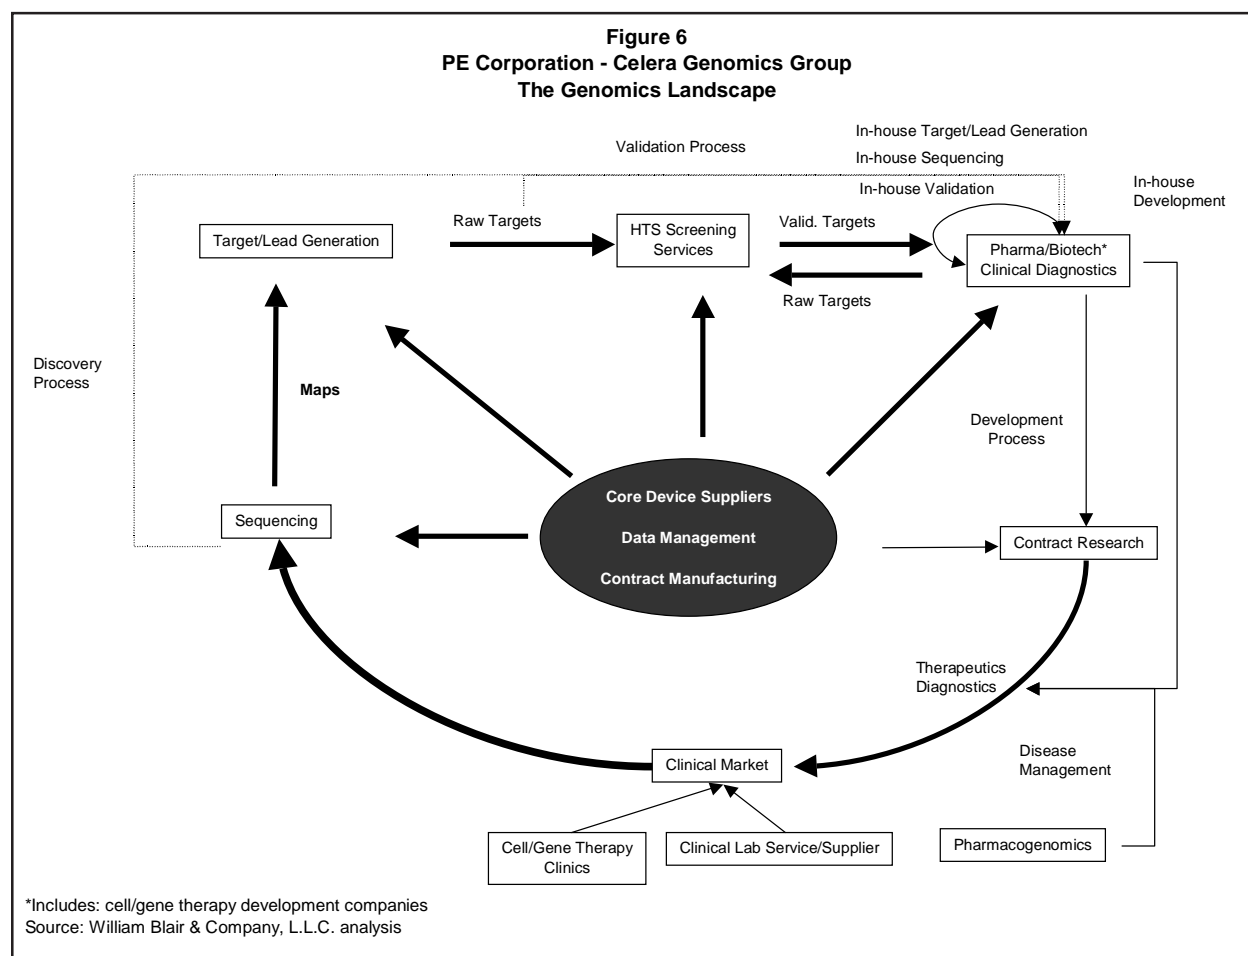 Figure 6
PE Corporation - Celera Genomics Group
The Genomics Landscape
In-house Target/Lead Generation
Validation Process
In-house Sequencing
In-house Validation
In-house
Development
Raw Targets
Valid. Targets
Target/Lead Generation
HTS Screening
Services
Pharma/Biotech*
Clinical Diagnostics
Raw Targets
Discovery
Process
Maps
Development
Process
Core Device Suppliers
Data Management
Contract Manufacturing
Sequencing
Contract Research
Therapeutics
Diagnostics
Clinical Market
Disease
Management
Cell/Gene Therapy
Clinics
Clinical Lab Service/Supplier
Pharmacogenomics
*Includes: cell/gene therapy development companies
Source: William Blair & Company, L.L.C. analysis